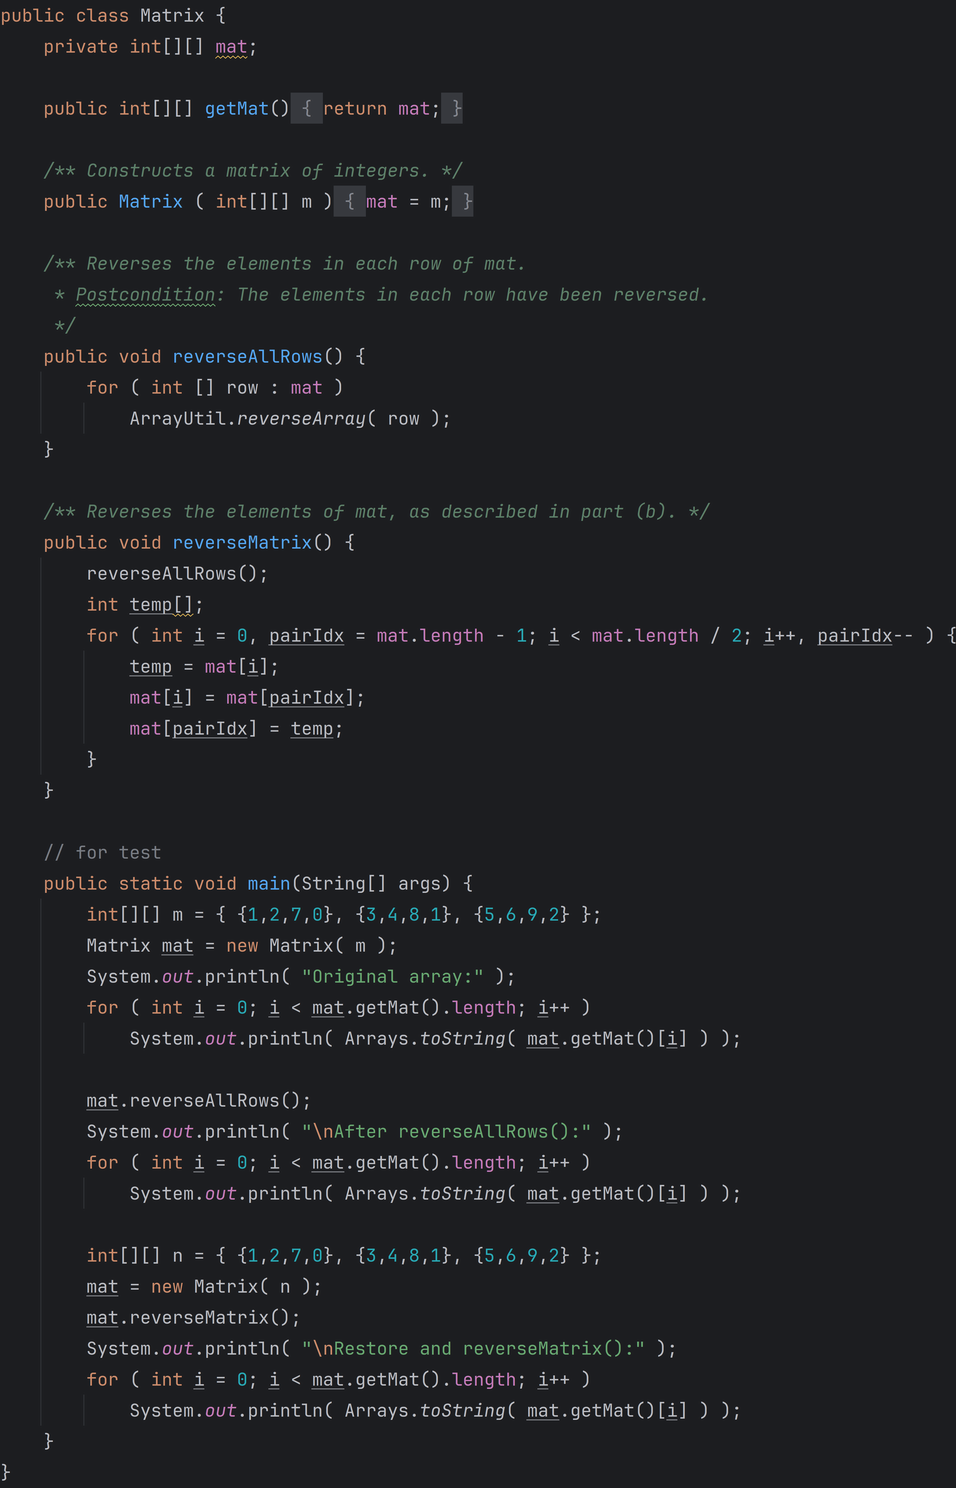 public class Matrix {
    private int[][] mat;

    public int[][] getMat() { return mat; }

    /** Constructs a matrix of integers. */
    public Matrix ( int[][] m ) { mat = m; }

    /** Reverses the elements in each row of mat.
     * Postcondition: The elements in each row have been reversed.
     */
    public void reverseAllRows() {
        for ( int [] row : mat )
            ArrayUtil.reverseArray( row );
    }

    /** Reverses the elements of mat, as described in part (b). */
    public void reverseMatrix() {
        reverseAllRows();
        int temp[];
        for ( int i = 0, pairIdx = mat.length - 1; i < mat.length / 2; i++, pairIdx-- ) {
            temp = mat[i];
            mat[i] = mat[pairIdx];
            mat[pairIdx] = temp;
        }
    }

    // for test
    public static void main(String[] args) {
        int[][] m = { {1,2,7,0}, {3,4,8,1}, {5,6,9,2} };
        Matrix mat = new Matrix( m );
        System.out.println( "Original array:" );
        for ( int i = 0; i < mat.getMat().length; i++ )
            System.out.println( Arrays.toString( mat.getMat()[i] ) );

        mat.reverseAllRows();
        System.out.println( "\nAfter reverseAllRows():" );
        for ( int i = 0; i < mat.getMat().length; i++ )
            System.out.println( Arrays.toString( mat.getMat()[i] ) );

        int[][] n = { {1,2,7,0}, {3,4,8,1}, {5,6,9,2} };
        mat = new Matrix( n );
        mat.reverseMatrix();
        System.out.println( "\nRestore and reverseMatrix():" );
        for ( int i = 0; i < mat.getMat().length; i++ )
            System.out.println( Arrays.toString( mat.getMat()[i] ) );
    }
}